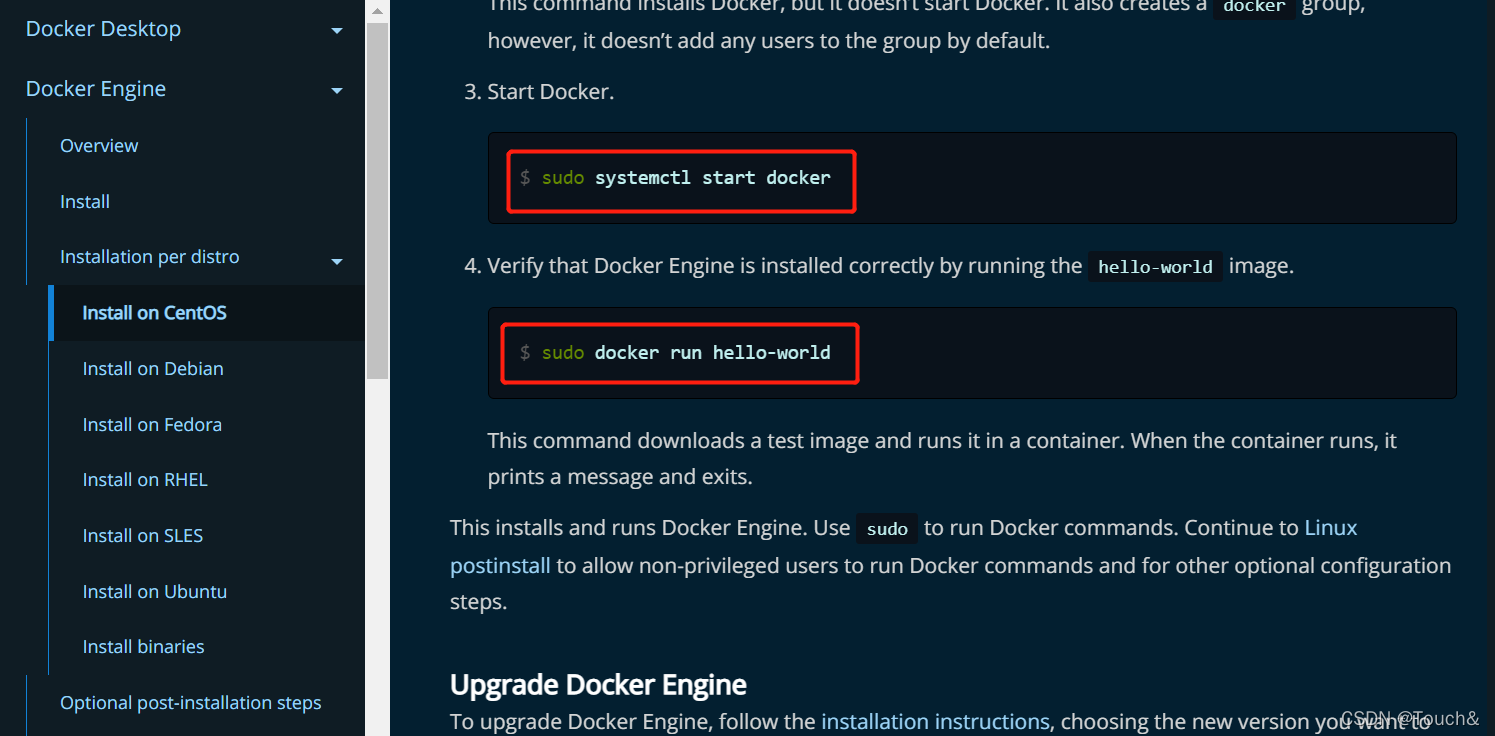 Docker Desktop
Docker Engine
Overview
Install
Installation per distro
Install on CentOS
Install on Debian
Install on Fedora
Install on RHEL
Install on SLES
Install on Ubuntu
Install binaries
Optional post-installation steps
This command installs Docker, but it doesn't start Docker. It also creates a docker group,
however, it doesn’t add any users to the group by default.
3. Start Docker.
$ sudo systemctl start docker
4. Verify that Docker Engine is installed correctly by running the hello-world image.
$ sudo docker run hello-world
This command downloads a test image and runs it in a container. When the container runs, it
prints a message and exits.
This installs and runs Docker Engine. Use sudo to run Docker commands. Continue to Linux
postinstall to allow non-privileged users to run Docker commands and for other optional configuration
steps.
Upgrade Docker Engine
To upgrade Docker Engine, follow the installation instructions, choosing the new version you want to
CSDN @Touch&